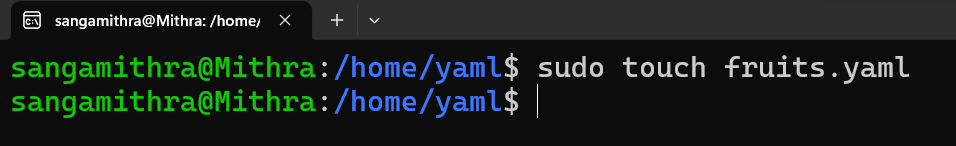 sangamithra@Mithra: /home/
sangamithra@Mithra:/home/yaml$ sudo touch fruits.yaml
sangamithra@Mithra:/home/yaml$